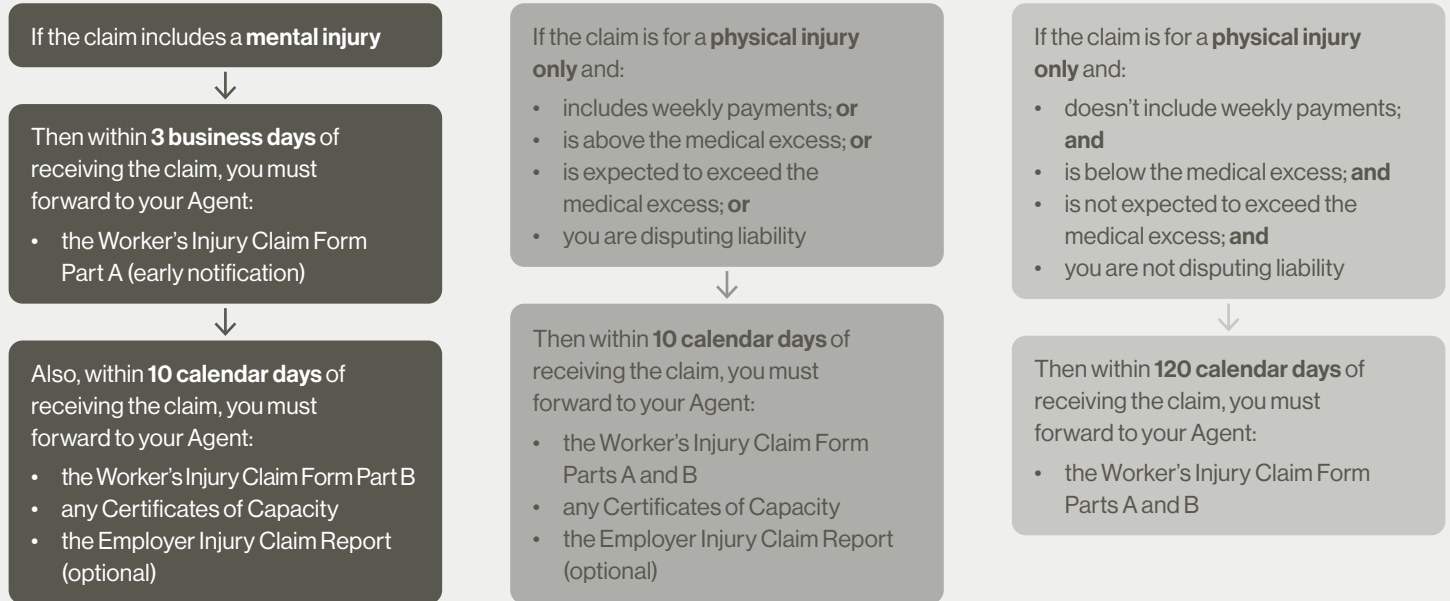 If the claim includes a mental injury
Then within 3 business days of
receiving the claim, you must
forward to your Agent:
• the Worker's Injury Claim Form
Part A (early notification)
Also, within 10 calendar days of
receiving the claim, you must
forward to your Agent:
• the Worker's Injury Claim Form Part B
• any Certificates of Capacity
• the Employer Injury Claim Report
(optional)
If the claim is for a physical injury
only and:
• includes weekly payments; or
• is above the medical excess; or
• is expected to exceed the
medical excess; or
• you are disputing liability
Then within 10 calendar days of
receiving the claim, you must
forward to your Agent:
• the Worker's Injury Claim Form
Parts A and B
• any Certificates of Capacity
• the Employer Injury Claim Report
(optional)
If the claim is for a physical injury
only and:
• doesn't include weekly payments;
and
• is below the medical excess; and
• is not expected to exceed the
medical excess; and
• you are not disputing liability
Then within 120 calendar days of
receiving the claim, you must
forward to your Agent:
• the Worker's Injury Claim Form
Parts A and B